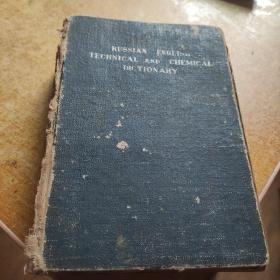 RUSSIAN ENGLISH
TECHNICAL AND CHEMICAL
DICTIONARY